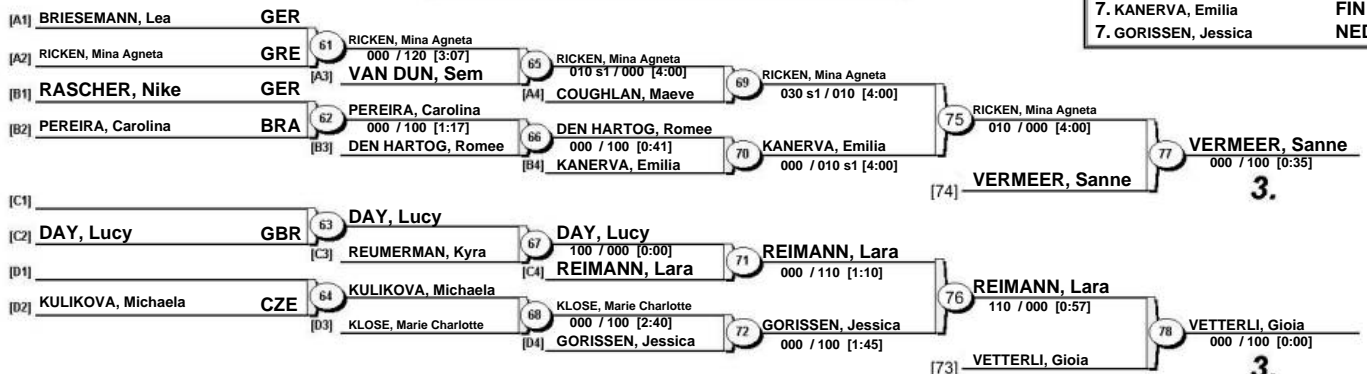 7. KANERVA, Emilia FIN
7. GORISSEN, Jessica NED
[A1] BRIESEMANN, Lea GER
[A2] RICKEN, Mina Agneta GRE
61
RICKEN, Mina Agneta
000 / 120 [3:07]
[A3] VAN DUN, Sem
65
RICKEN, Mina Agneta
010 s1 / 000 [4:00]
[A4] COUGHLAN, Maeve
69
RICKEN, Mina Agneta
030 s1 / 010 [4:00]
[B1] RASCHER, Nike GER
[B2] PEREIRA, Carolina BRA
62
PEREIRA, Carolina
000 / 100 [1:17]
[B3] DEN HARTOG, Romee
66
DEN HARTOG, Romee
000 / 100 [0:41]
[B4] KANERVA, Emilia
70
KANERVA, Emilia
000 / 010 s1 [4:00]
75
RICKEN, Mina Agneta
010 / 000 [4:00]
[74] VERMEER, Sanne
77
VERMEER, Sanne
000 / 100 [0:35]
3.
[C1]
[C2] DAY, Lucy GBR
63
DAY, Lucy
[C3] REUMERMAN, Kyra
67
DAY, Lucy
100 / 000 [0:00]
[C4] REIMANN, Lara
71
REIMANN, Lara
000 / 110 [1:10]
[D1]
[D2] KULIKOVA, Michaela CZE
64
KULIKOVA, Michaela
[D3] KLOSE, Marie Charlotte
68
KLOSE, Marie Charlotte
000 / 100 [2:40]
[D4] GORISSEN, Jessica
72
GORISSEN, Jessica
000 / 100 [1:45]
76
REIMANN, Lara
110 / 000 [0:57]
[73] VETTERLI, Gioia
78
VETTERLI, Gioia
000 / 100 [0:00]
3.